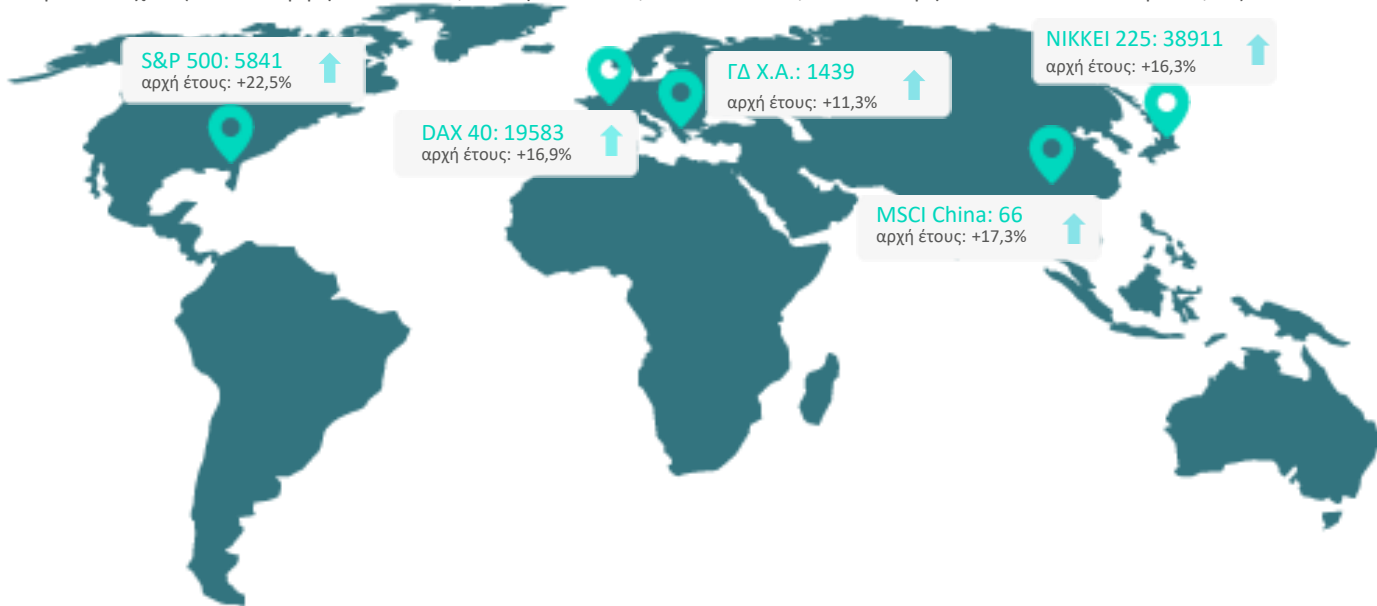 S&P 500: 5841
αρχή έτους: +22,5%
NIKKEI 225: 38911
αρχή έτους: +16,3%
ΓΔ Χ.Α.: 1439
αρχή έτους: +11,3%
DAX 40: 19583
αρχή έτους: +16,9%
MSCI China: 66
αρχή έτους: +17,3%